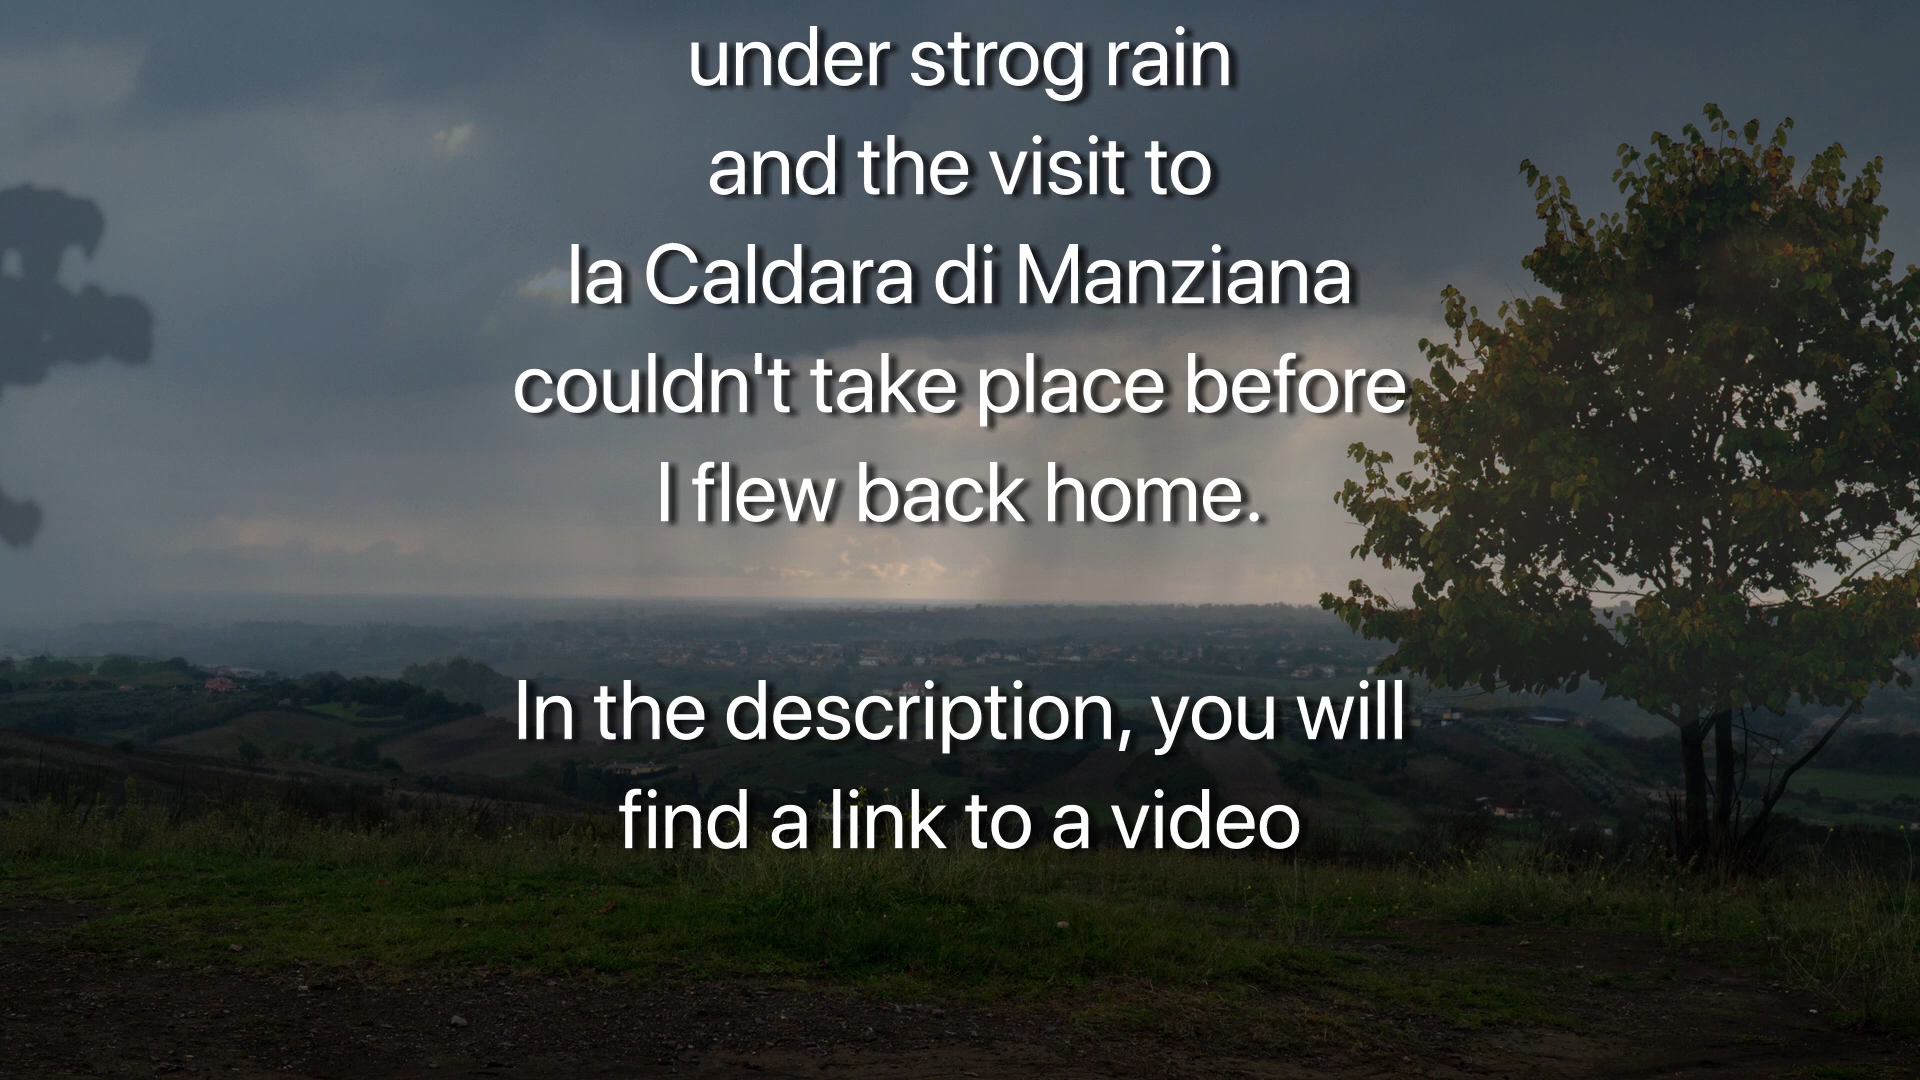 under strog rain
and the visit to
la Caldara di Manziana
couldn't take place before
I flew back home.
In the description, you will
find a link to a video